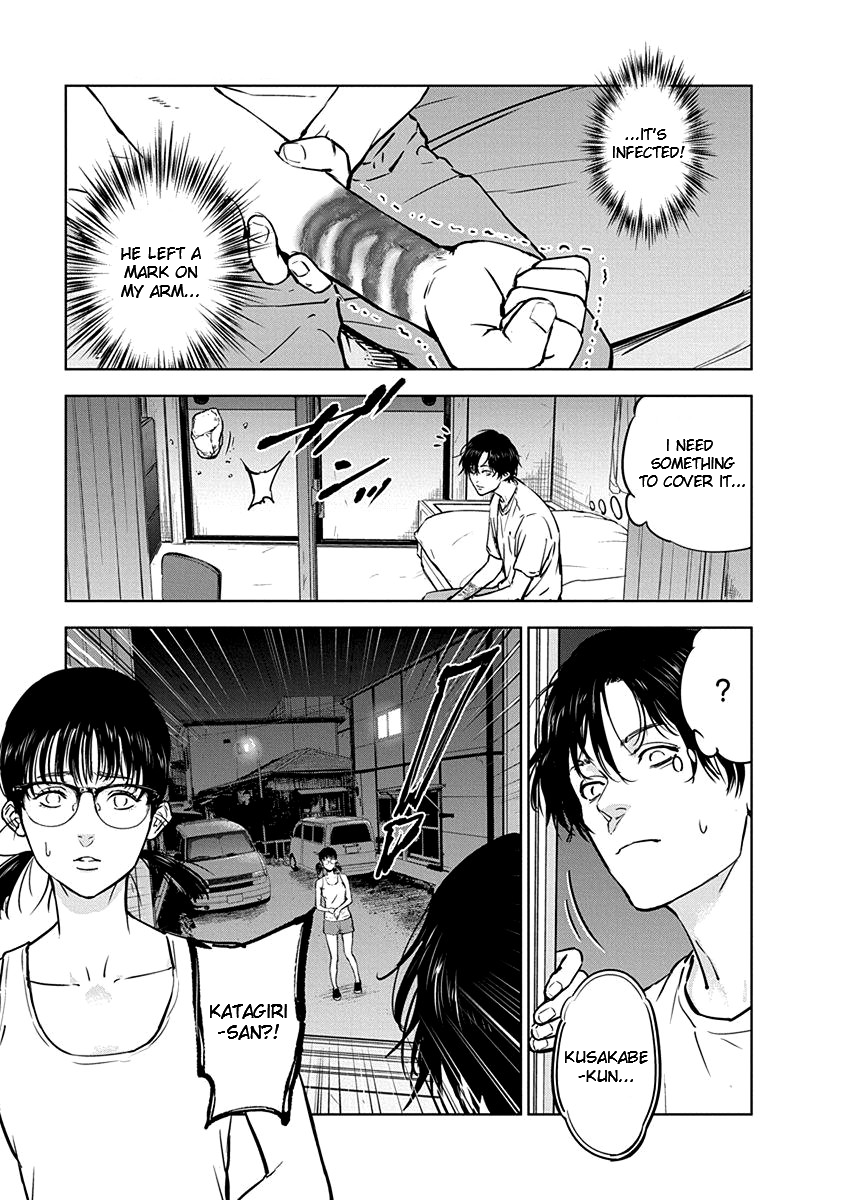 ...IT'S
INFECTED!
HE LEFT A
MARK ON
MY ARM...
I NEED
SOMETHING
TO COVER IT...
?
KUSAKABE
-KUN...
KATAGIRI
-SAN?!